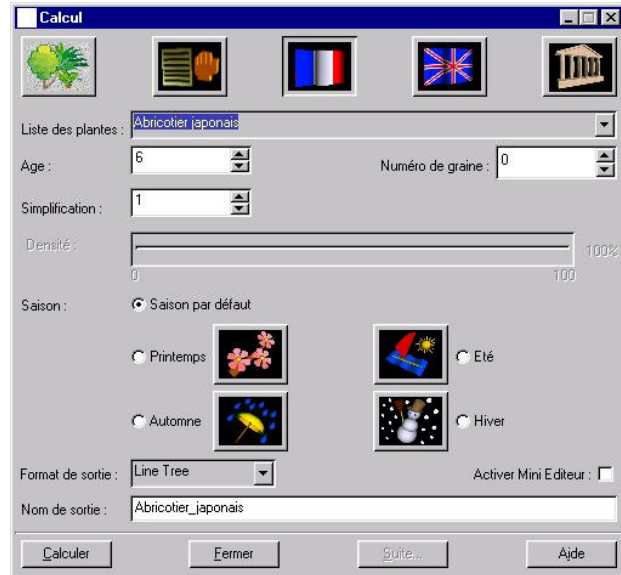 Calcul
Liste des plantes : Abricotier japonais
Age : 6 Numéro de graine : 0
Simplification : 1
Densité : 100%
0 100
Saison : Saison par défaut
Printemps Eté
Automne Hiver
Format de sortie : Line Tree Activer Mini Editeur :
Nom de sortie : Abricotier_japonais
Calculer Fermer Suite... Ajde